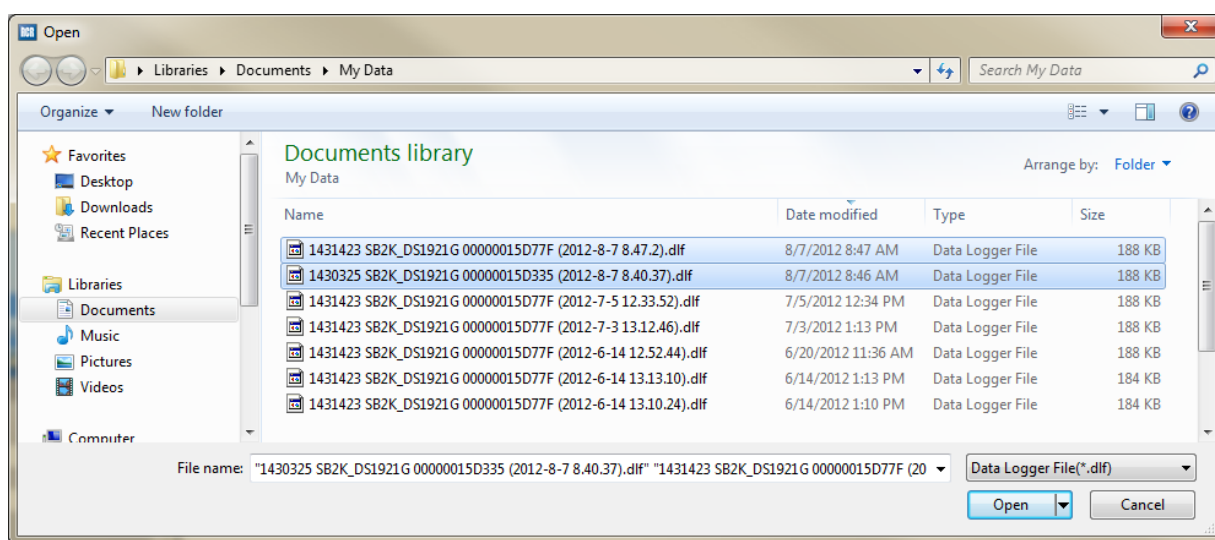 Open
Libraries Documents My Data
Search My Data
Organize New folder
Favorites
Desktop
Downloads
Recent Places
Libraries
Documents
Music
Pictures
Videos
Computer
Documents library
My Data
Arrange by: Folder
Name Date modified Type Size
1431423 SB2K_DS1921G 00000015D77F (2012-8-7 8.47.2).dlf 8/7/2012 8:47 AM Data Logger File 188 KB
1430325 SB2K_DS1921G 00000015D335 (2012-8-7 8.40.37).dlf 8/7/2012 8:46 AM Data Logger File 188 KB
1431423 SB2K_DS1921G 00000015D77F (2012-7-5 12.33.52).dlf 7/5/2012 12:34 PM Data Logger File 188 KB
1431423 SB2K_DS1921G 00000015D77F (2012-7-3 13.12.46).dlf 7/3/2012 1:13 PM Data Logger File 188 KB
1431423 SB2K_DS1921G 00000015D77F (2012-6-14 12.52.44).dlf 6/20/2012 11:36 AM Data Logger File 188 KB
1431423 SB2K_DS1921G 00000015D77F (2012-6-14 13.13.10).dlf 6/14/2012 1:13 PM Data Logger File 184 KB
1431423 SB2K_DS1921G 00000015D77F (2012-6-14 13.10.24).dlf 6/14/2012 1:10 PM Data Logger File 184 KB
File name: "1430325 SB2K_DS1921G 00000015D335 (2012-8-7 8.40.37).dlf" "1431423 SB2K_DS1921G 00000015D77F (20 Data Logger File(*.dlf)
Open Cancel